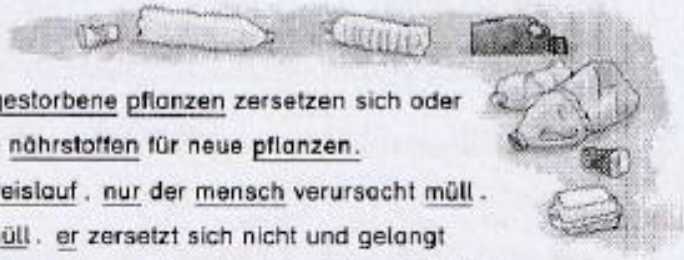 gestorbene pflanzen zersetzen sich oder
nährstoffen für neue pflanzen.
eislauf . nur der mensch verursacht müll .
üll . er zersetzt sich nicht und gelangt